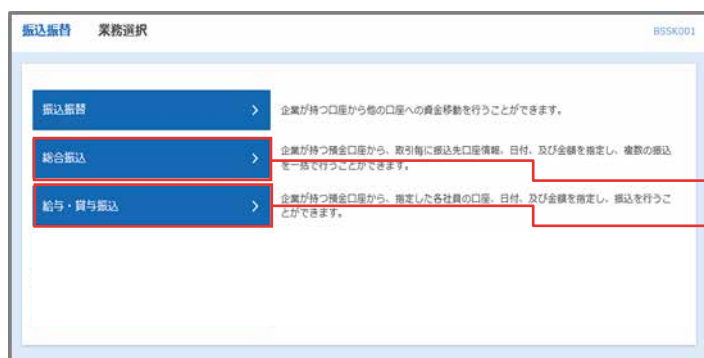 振込振替 業務選択 BSSK001
振込振替 企業が持つ口座から他の口座への資金移動を行うことができます。
総合振込 企業が持つ預金口座から、取引毎に振込先口座情報、日付、及び金額を指定し、複数の振込
を一括で行うことができます。
給与・賞与振込 企業が持つ預金口座から、指定した各社員の口座、日付、及び金額を指定し、振込を行うこ
とができます。